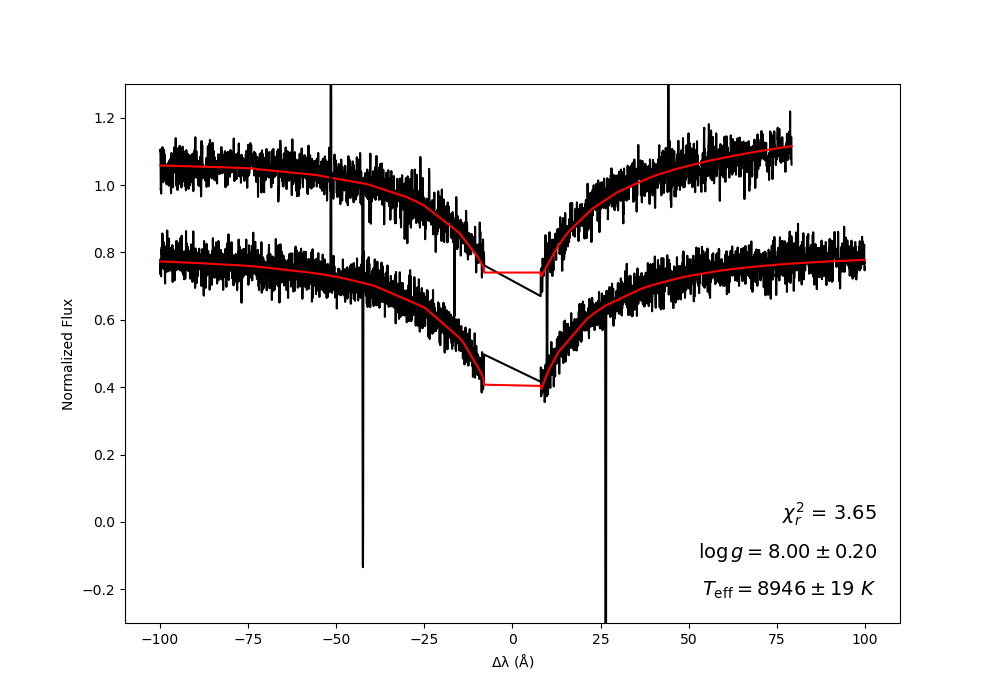 1.2
1.0
0.8
0.6
0.4
0.2
0.0
−0.2
Normalized Flux
χ²ᵣ = 3.65
log g = 8.00 ± 0.20
T_eff = 8946 ± 19 K
−100 −75 −50 −25 0 25 50 75 100
Δλ (Å)